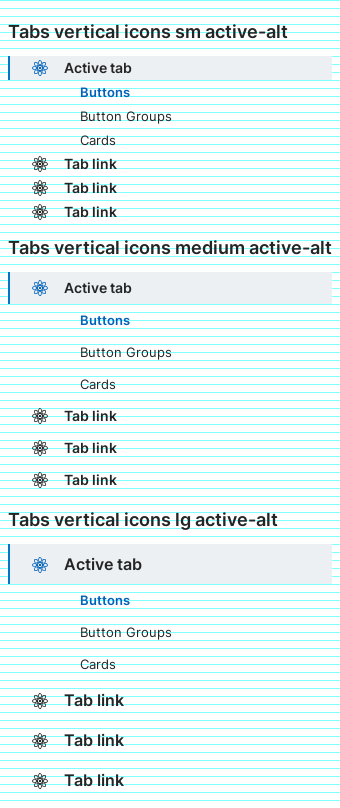 Tabs vertical icons sm active-alt
Active tab
Buttons
Button Groups
Cards
Tab link
Tab link
Tab link
Tabs vertical icons medium active-alt
Active tab
Buttons
Button Groups
Cards
Tab link
Tab link
Tab link
Tabs vertical icons lg active-alt
Active tab
Buttons
Button Groups
Cards
Tab link
Tab link
Tab link